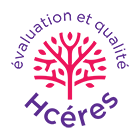 évaluation et qualité
Hcéres